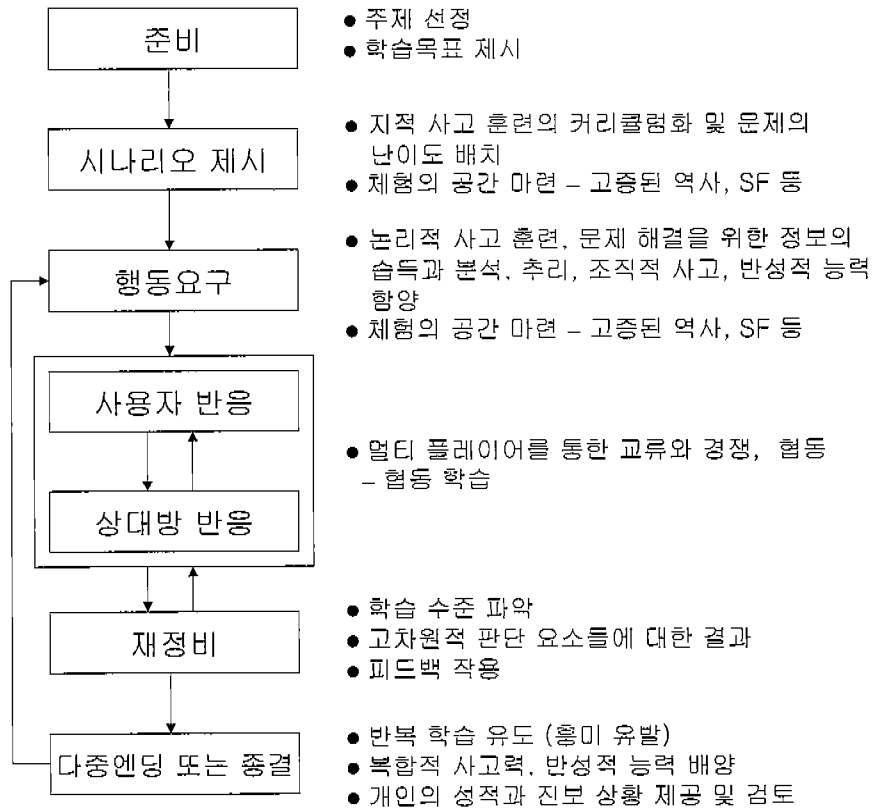 준비
● 주제 선정
● 학습목표 제시
시나리오 제시
● 지적 사고 훈련의 커리큘럼화 및 문제의
난이도 배치
● 체험의 공간 마련 – 고증된 역사, SF 등
행동요구
● 논리적 사고 훈련, 문제 해결을 위한 정보의
습득과 분석, 추리, 조직적 사고, 반성적 능력
함양
● 체험의 공간 마련 – 고증된 역사, SF 등
사용자 반응
상대방 반응
● 멀티 플레이어를 통한 교류와 경쟁, 협동
– 협동 학습
재정비
● 학습 수준 파악
● 고차원적 판단 요소들에 대한 결과
● 피드백 작용
다중엔딩 또는 종결
● 반복 학습 유도 (흥미 유발)
● 복합적 사고력, 반성적 능력 배양
● 개인의 성적과 진보 상황 제공 및 검토